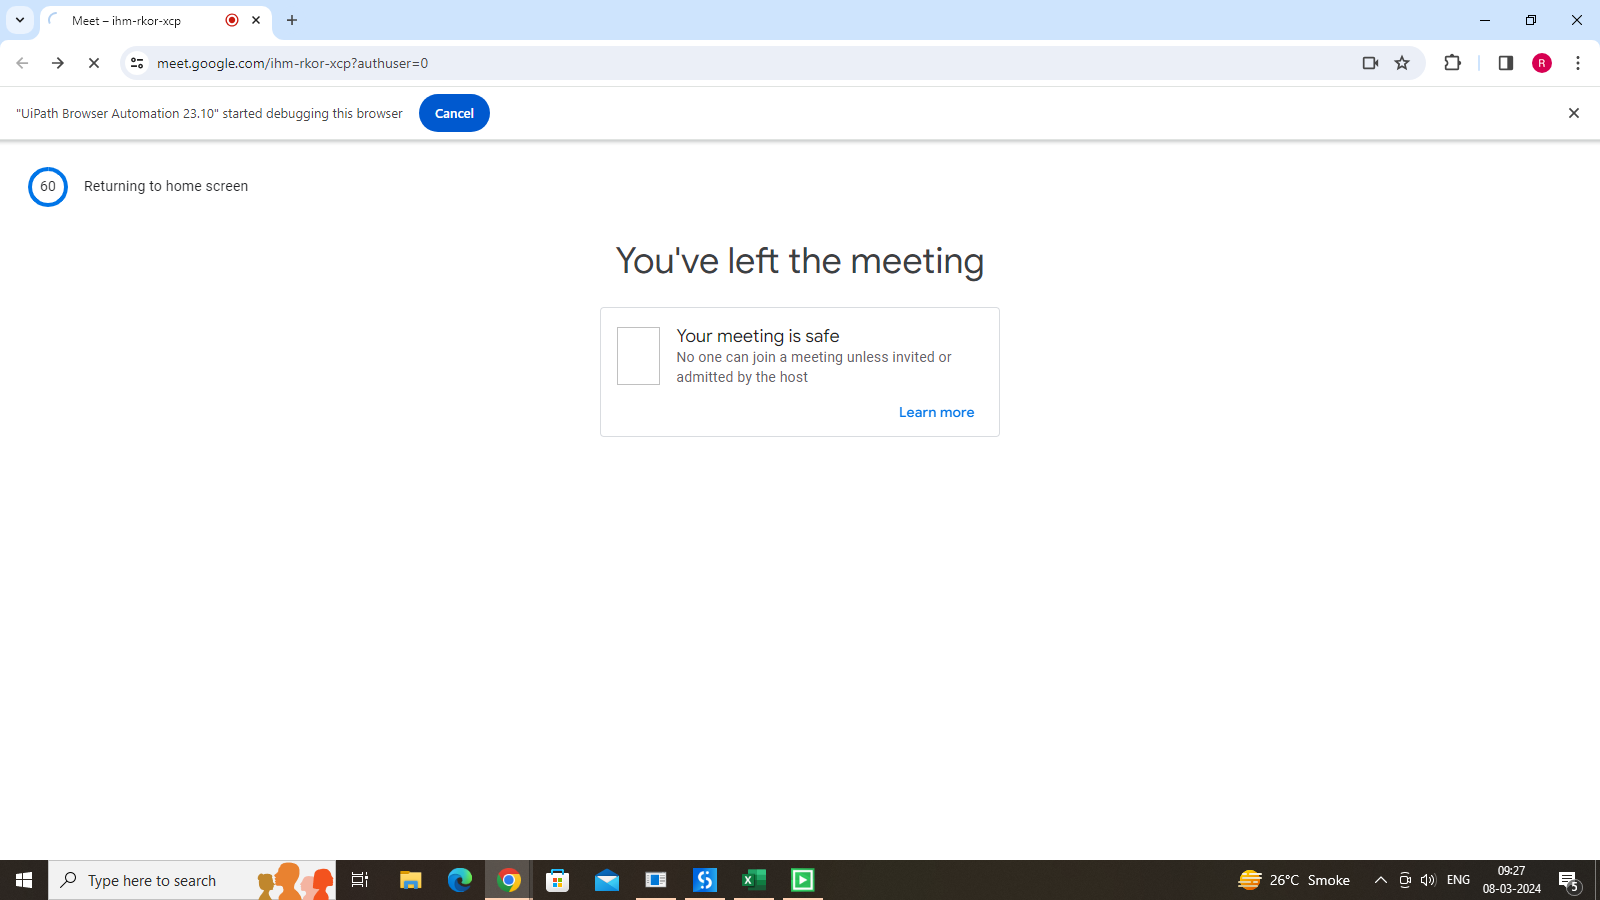 Meet – ihm-rkor-xcp
meet.google.com/ihm-rkor-xcp?authuser=0
R
"UiPath Browser Automation 23.10" started debugging this browser
Cancel
60
Returning to home screen
You've left the meeting
Your meeting is safe
No one can join a meeting unless invited or
admitted by the host
Learn more
Type here to search
26°C Smoke
ENG
09:27
08-03-2024
5